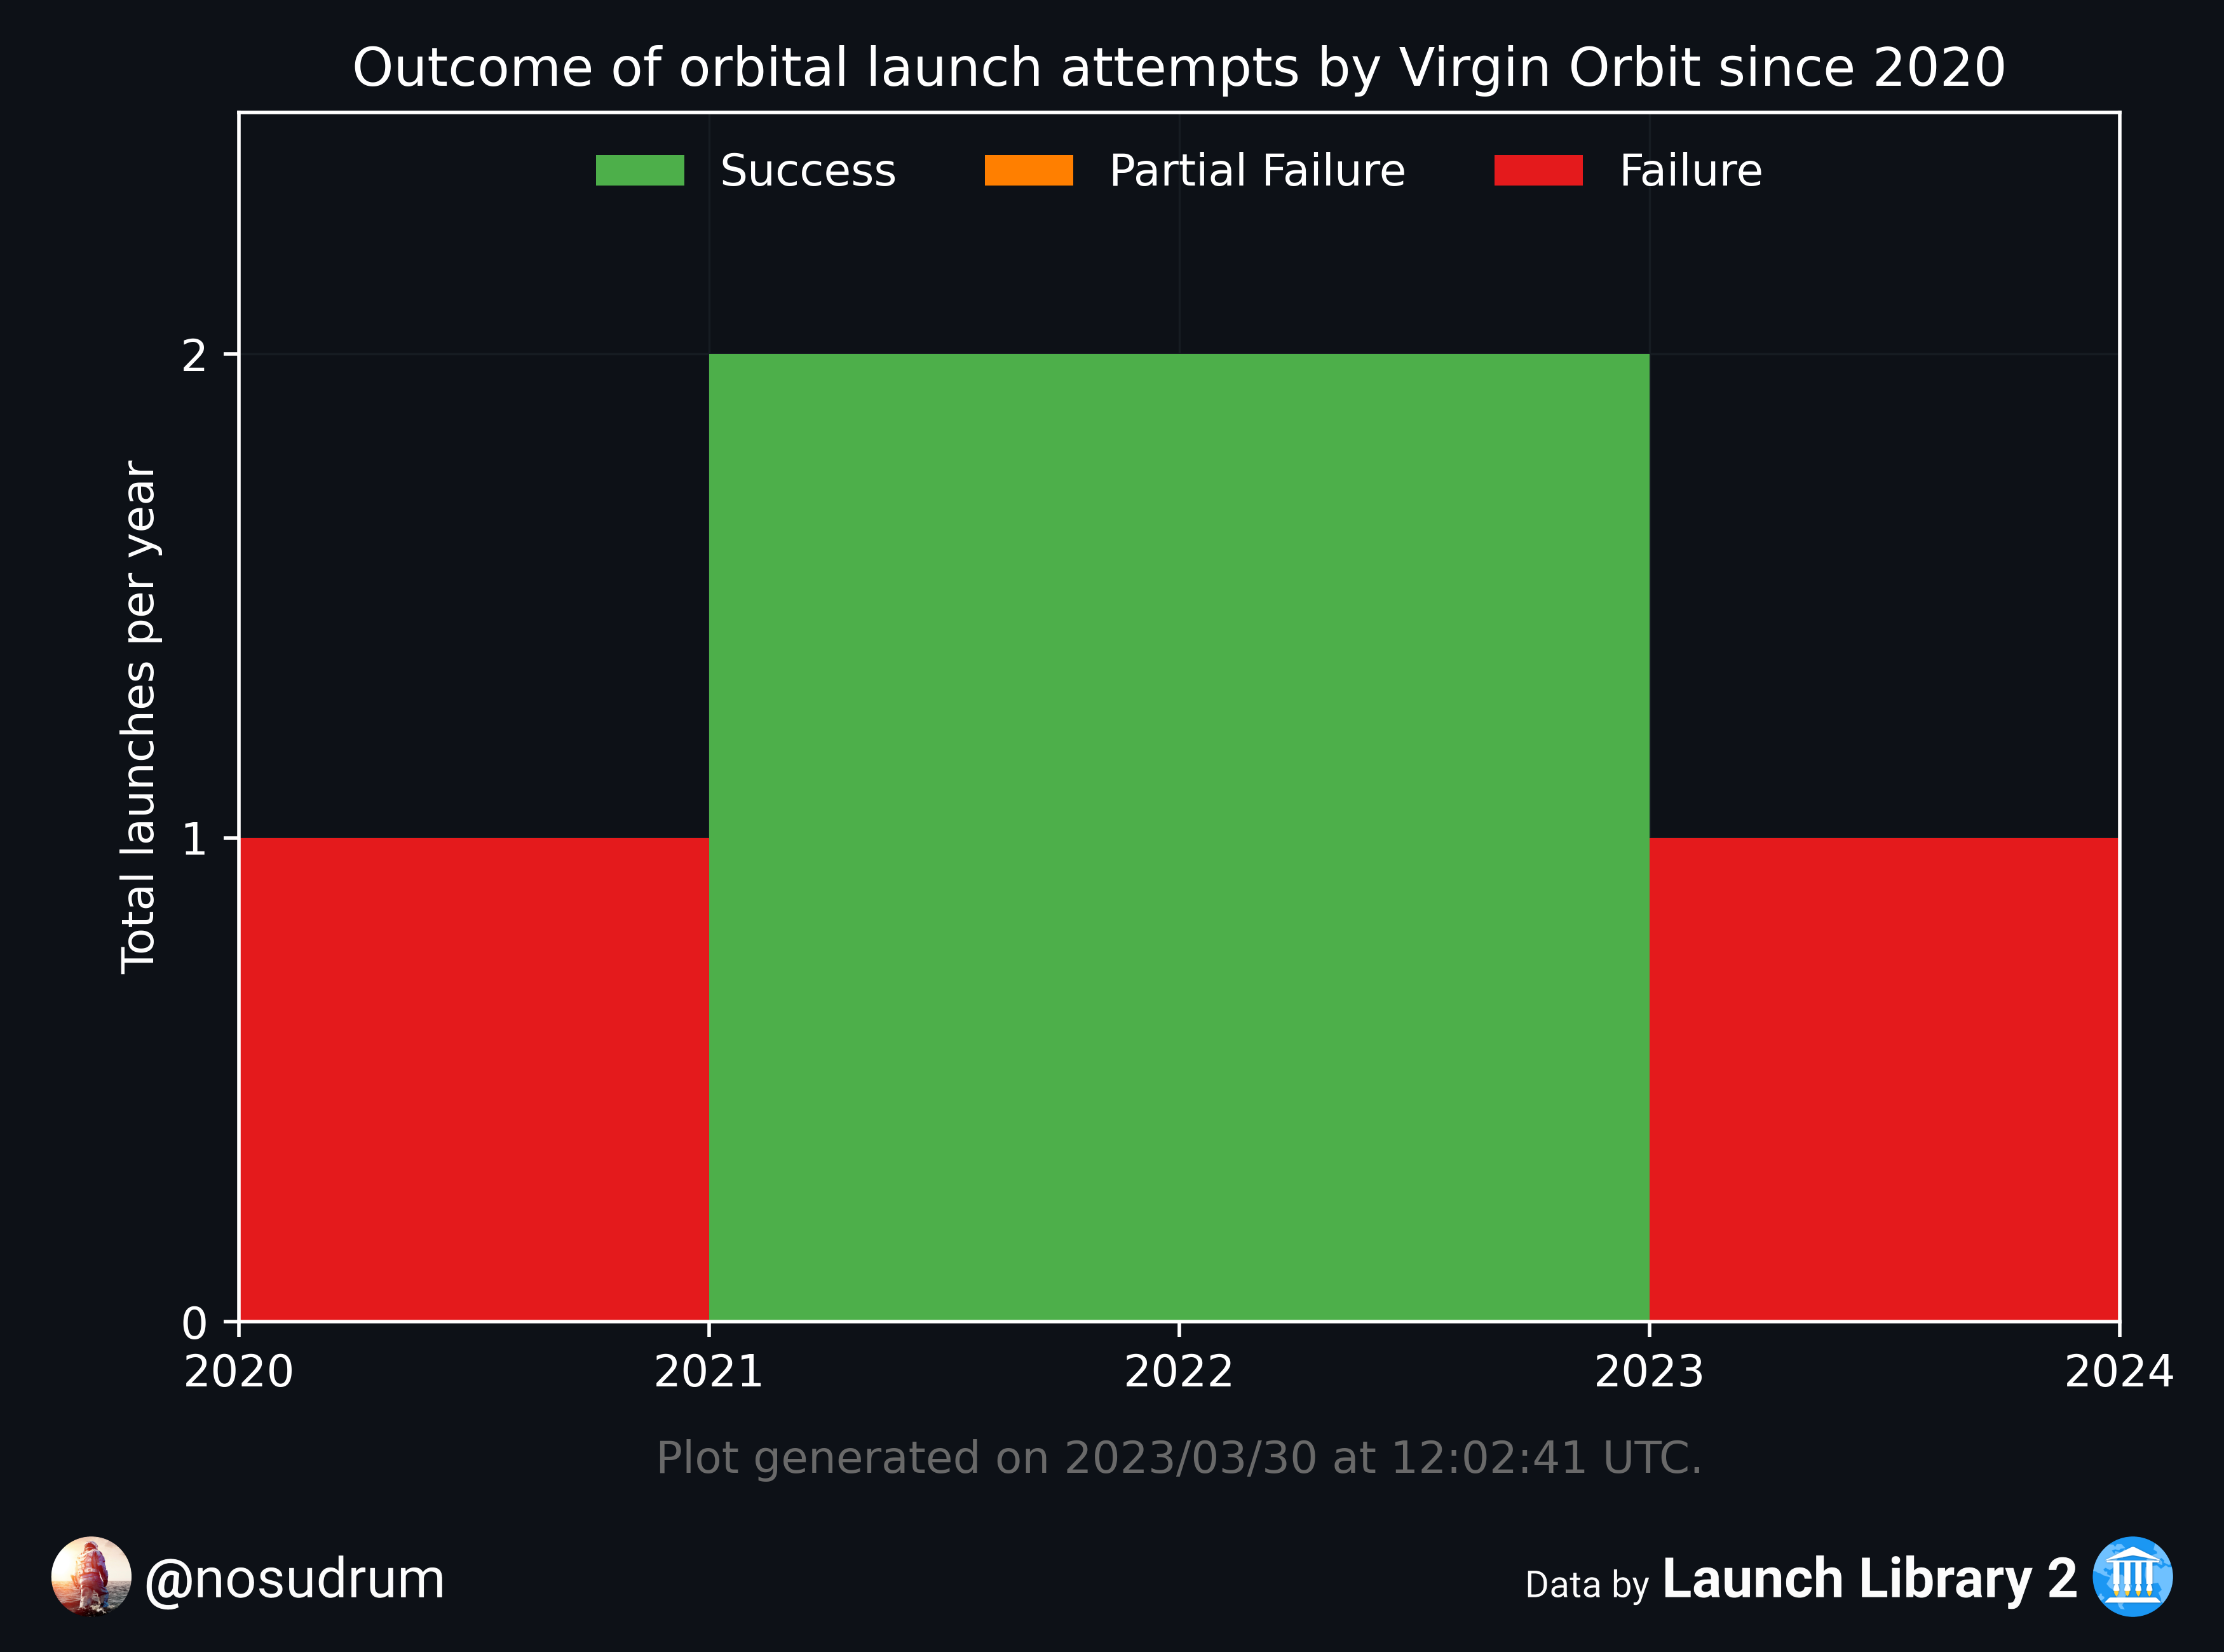 Outcome of orbital launch attempts by Virgin Orbit since 2020
Success Partial Failure Failure
Total launches per year
2
1
0
2020 2021 2022 2023 2024
Plot generated on 2023/03/30 at 12:02:41 UTC.
@nosudrum
Data by Launch Library 2